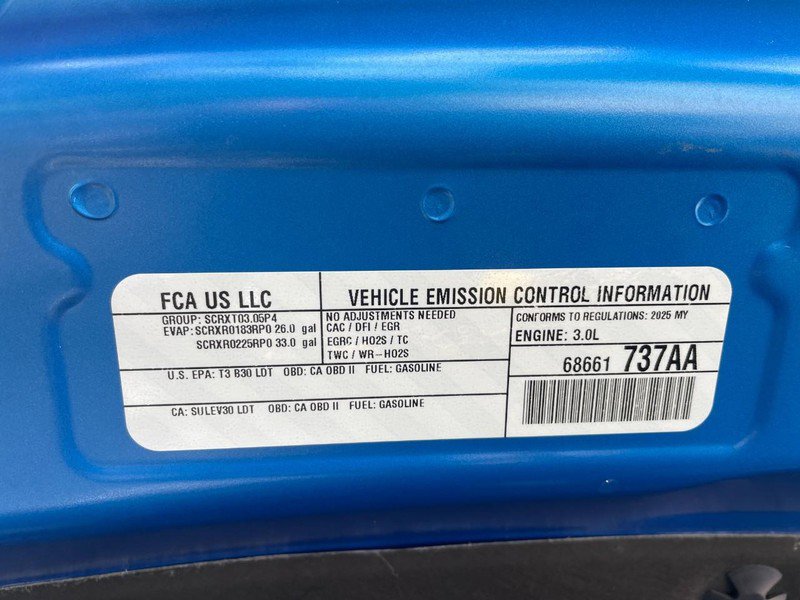 FCA US LLC
GROUP: SCRXT03.05P4
EVAP: SCRXR0183RP0 26.0 gal
SCRXR0225RP0 33.0 gal
VEHICLE EMISSION CONTROL INFORMATION
NO ADJUSTMENTS NEEDED
CAC / DFI / EGR
EGRC / HO2S / TC
TWC / WR-HO2S
CONFORMS TO REGULATIONS: 2025 MY
ENGINE: 3.0L
U.S. EPA: T3 B30 LDT OBD: CA OBD II FUEL: GASOLINE
CA: SULEV30 LDT OBD: CA OBD II FUEL: GASOLINE
68661 737AA